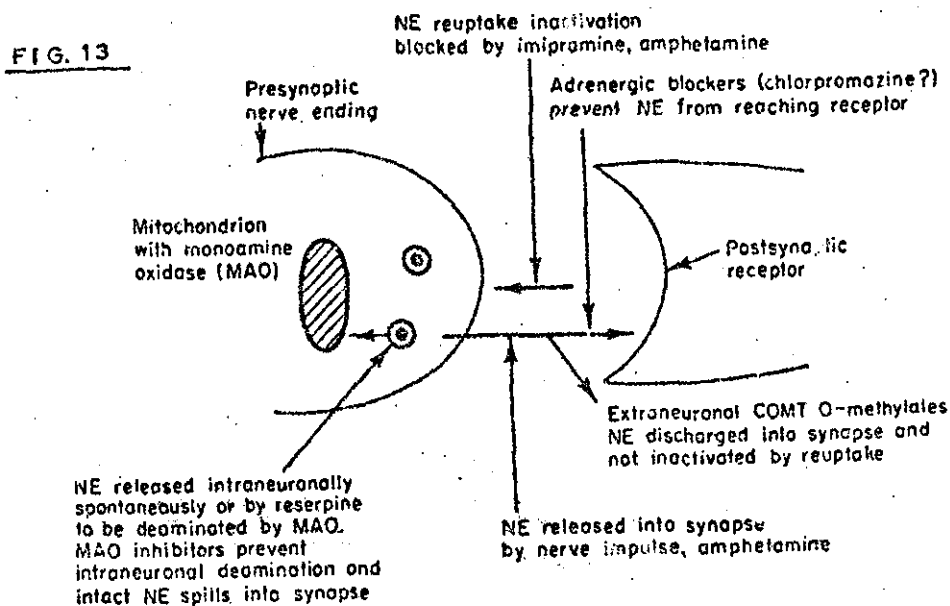 FIG. 13
NE reuptake inactivation
blocked by imipramine, amphetamine
Adrenergic blockers (chlorpromazine?)
prevent NE from reaching receptor
Presynaptic
nerve ending
Mitochondrion
with monoamine
oxidase (MAO)
receptor
Extraneuronal COMT O-methylates
NE discharged into synapse and
not inactivated by reuptake
NE released intraneuronally
spontaneously or by reserpine
to be deaminated by MAO.
MAO inhibitors prevent
intraneuronal deamination and
intact NE spills into synapse
NE released into synapse
by nerve impulse, amphetamine